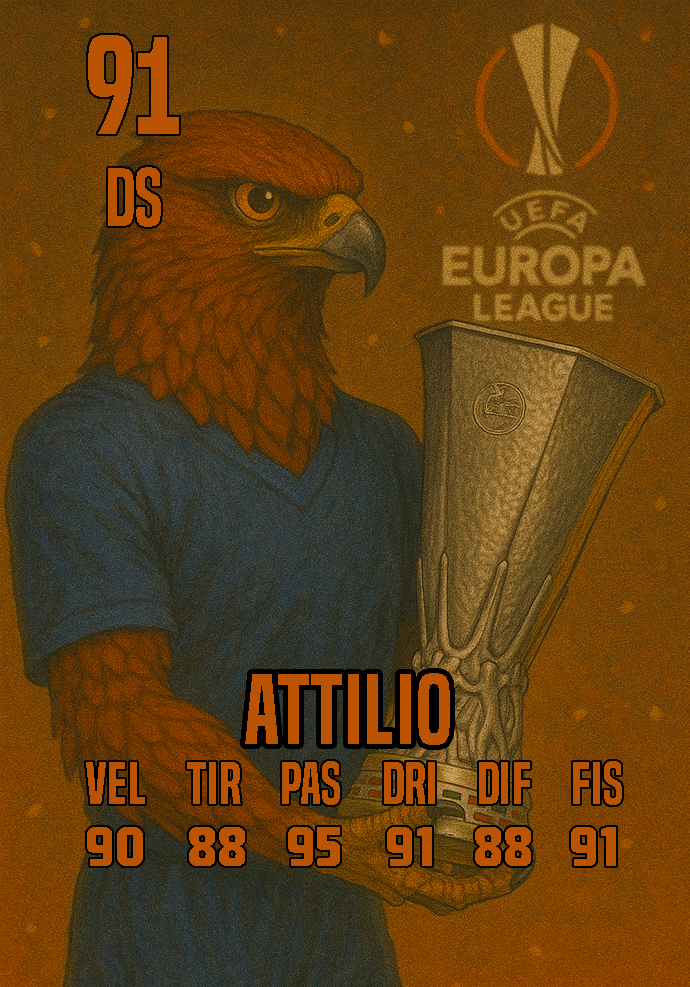 91
DS
UEFA
EUROPA
LEAGUE
ATTILIO
VEL TIR PAS DRI DIF FIS
90 88 95 91 88 91